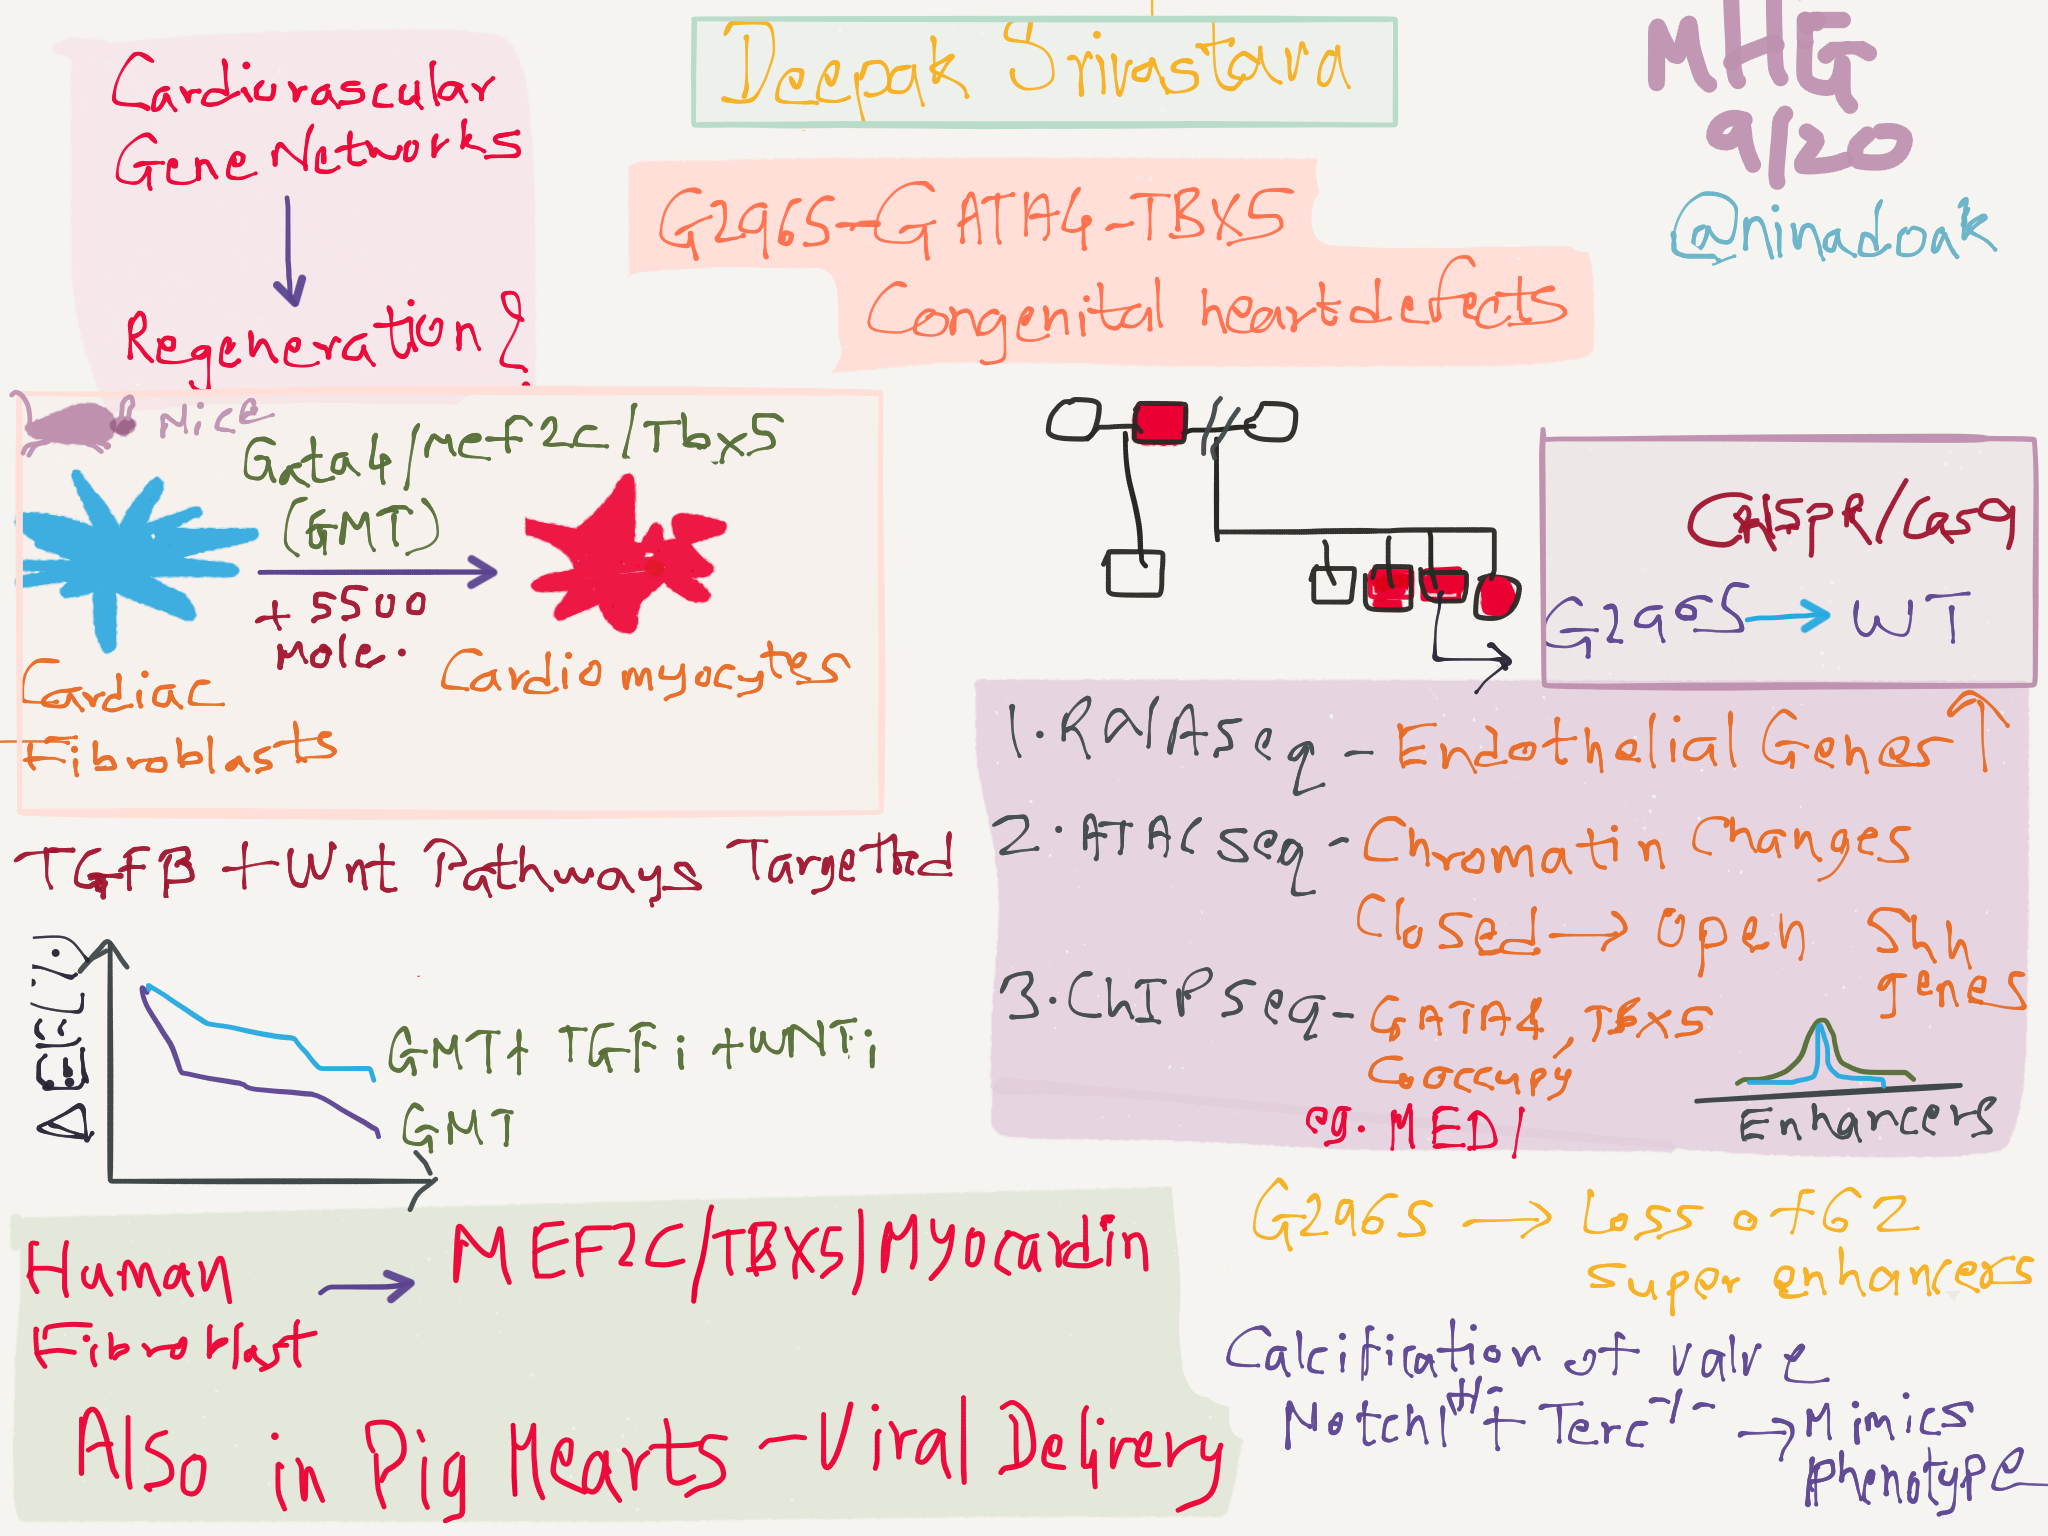 Deepak Srivastava
MHG
9/20
@ninadoak
Cardiovascular
Gene Networks
Regeneration?
G296S-GATA4-TBX5
Congenital heart defects
Mice
Gata4/Mef2c/Tbx5
(GMT)
+ 5500
mole.
Cardiac
Fibroblasts
Cardiomyocytes
CRISPR/Cas9
G296S → WT
TGFβ + Wnt Pathways Targetted
Δ EF(%)
GMT + TGFi + WNTi
GMT
1. RNAseq - Endothelial Genes ↑
2. ATACseq - Chromatin Changes
Closed → Open Shh
genes
3. ChIPseq - GATA4, TBX5
Cooccupy
eg. MED1
Enhancers
Human
Fibroblast
→ MEF2C/TBX5/Myocardin
Also in Pig Hearts - Viral Delivery
G296S → Loss of 62
super enhancers
Calcification of valve
Notch1+/- + Terc-/- → Mimics
phenotype